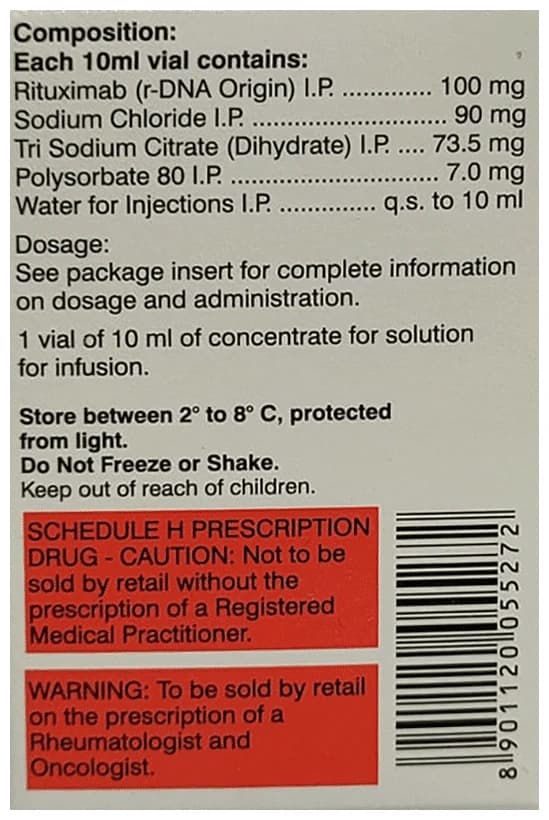 Composition:
Each 10ml vial contains:
Rituximab (r-DNA Origin) I.P. ............. 100 mg
Sodium Chloride I.P. ............................. 90 mg
Tri Sodium Citrate (Dihydrate) I.P. .... 73.5 mg
Polysorbate 80 I.P. ............................... 7.0 mg
Water for Injections I.P. .............. q.s. to 10 ml
Dosage:
See package insert for complete information
on dosage and administration.
1 vial of 10 ml of concentrate for solution
for infusion.
Store between 2° to 8° C, protected
from light.
Do Not Freeze or Shake.
Keep out of reach of children.
SCHEDULE H PRESCRIPTION
DRUG - CAUTION: Not to be
sold by retail without the
prescription of a Registered
Medical Practitioner.
WARNING: To be sold by retail
on the prescription of a
Rheumatologist and
Oncologist.
8 901120 055272